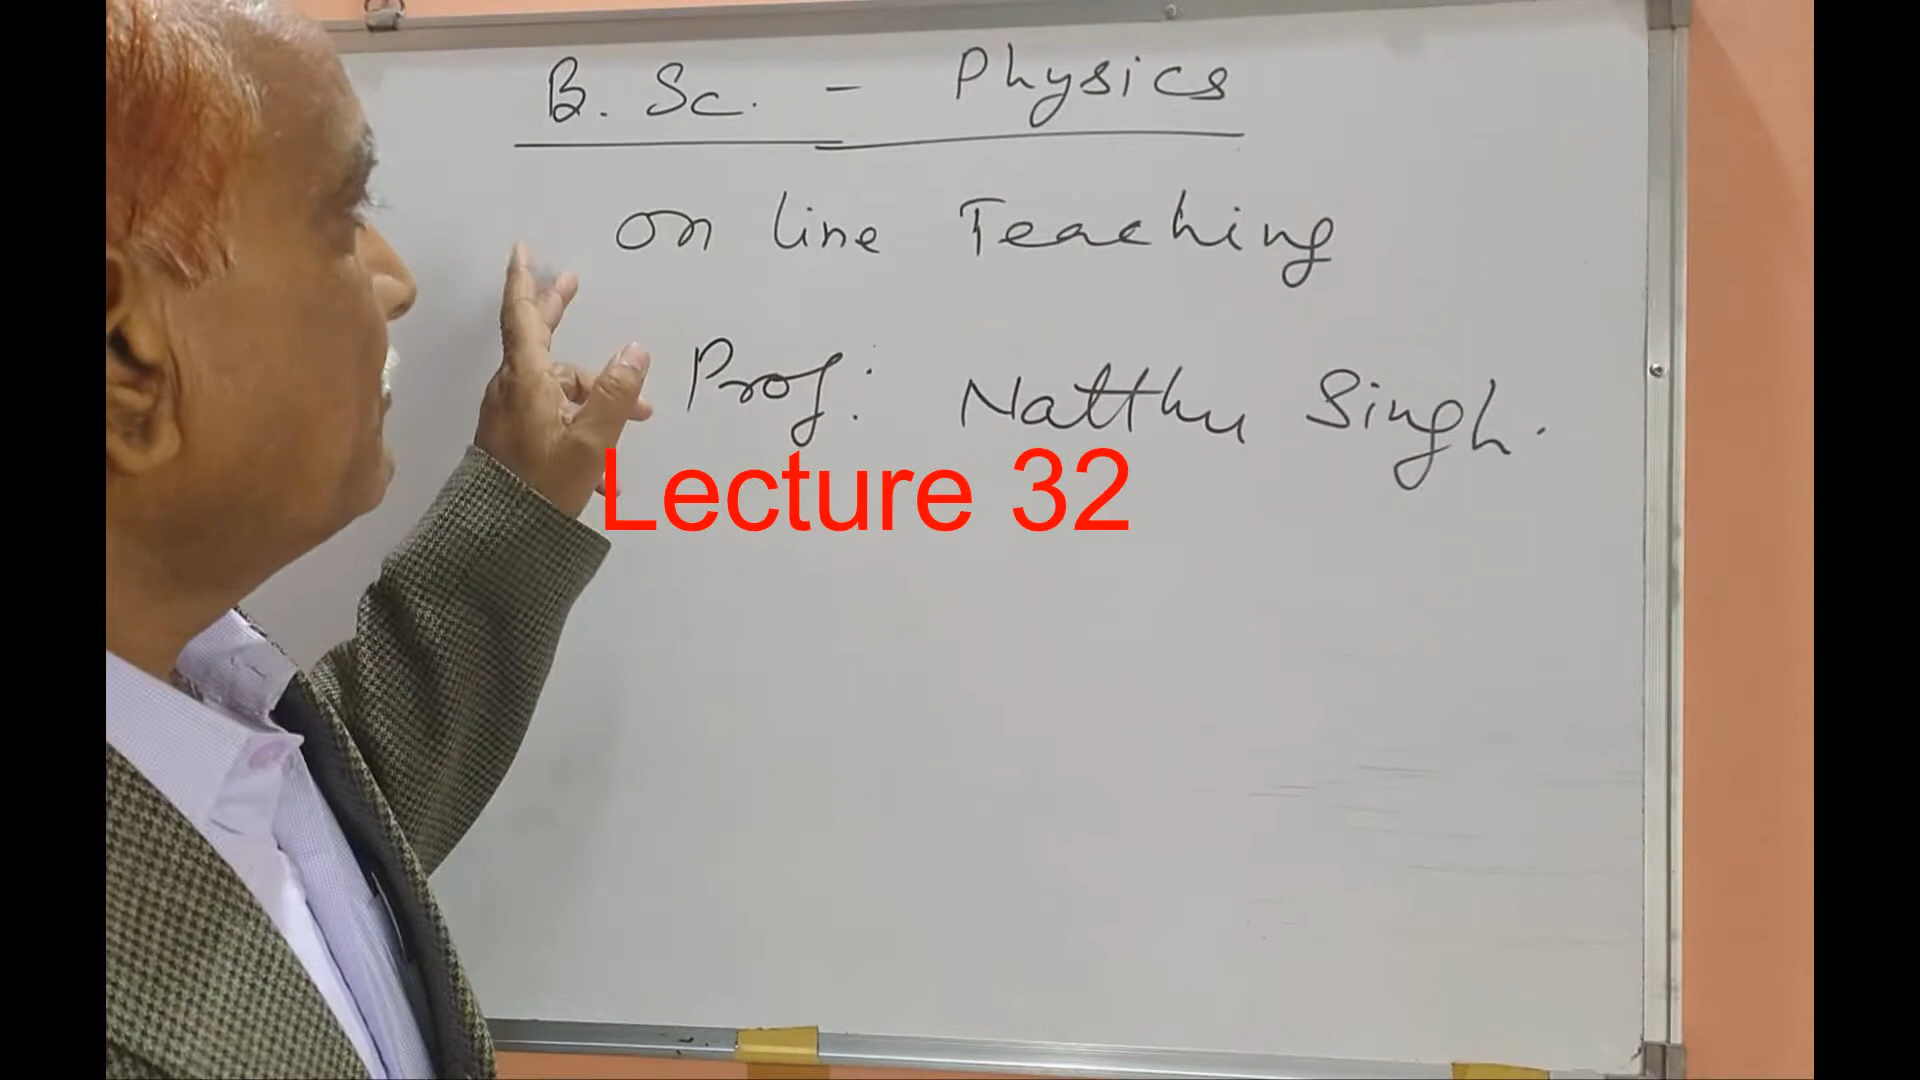 B. Sc. - Physics
on line Teaching
Prof: Natthu Singh.
Lecture 32